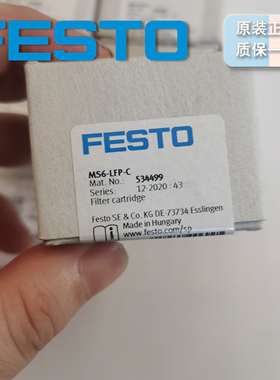 FESTO
原装正
质保一
FESTO
MS6-LFP-C
Mat. No.: 534499
Series: 12-2020 : 43
Filter cartridge
Festo SE & Co. KG DE-73734 Esslingen
Made in Hungary
www.festo.com/sp